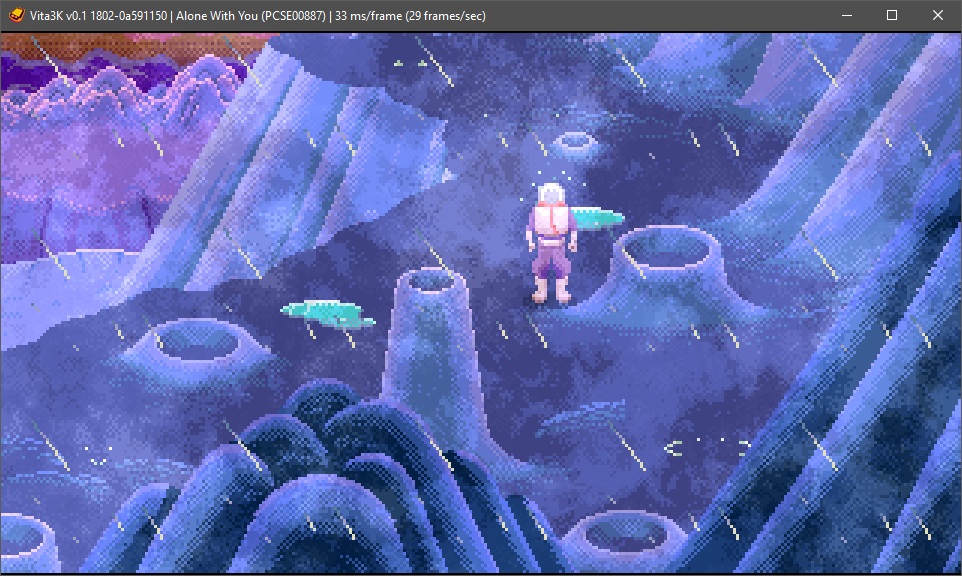 Vita3K v0.1 1802-0a591150 | Alone With You (PCSE00887) | 33 ms/frame (29 frames/sec)